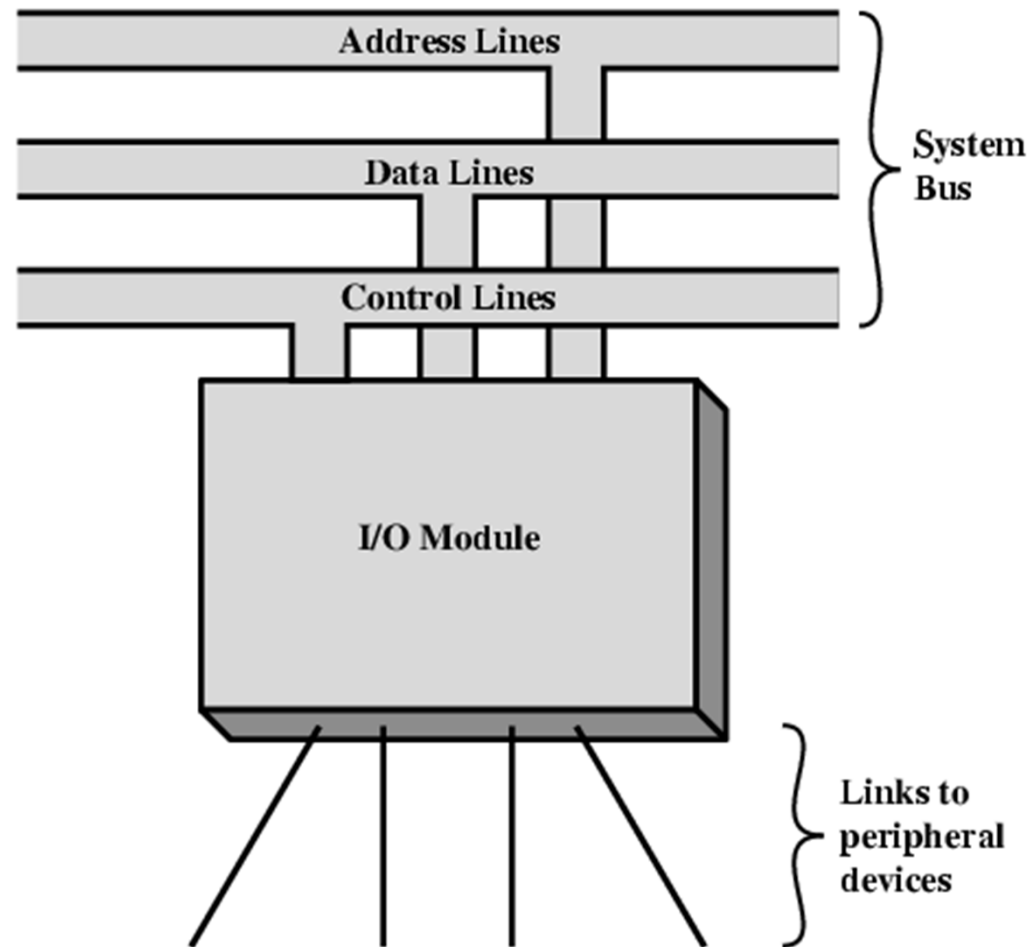 Address Lines
Data Lines
System
Bus
Control Lines
I/O Module
Links to
peripheral
devices